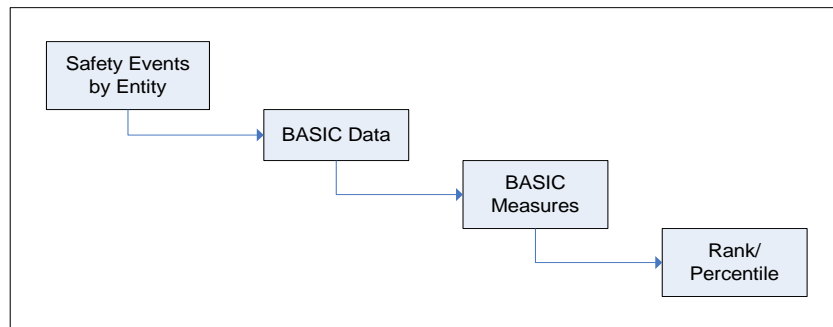 Safety Events
by Entity
BASIC Data
BASIC
Measures
Rank/
Percentile